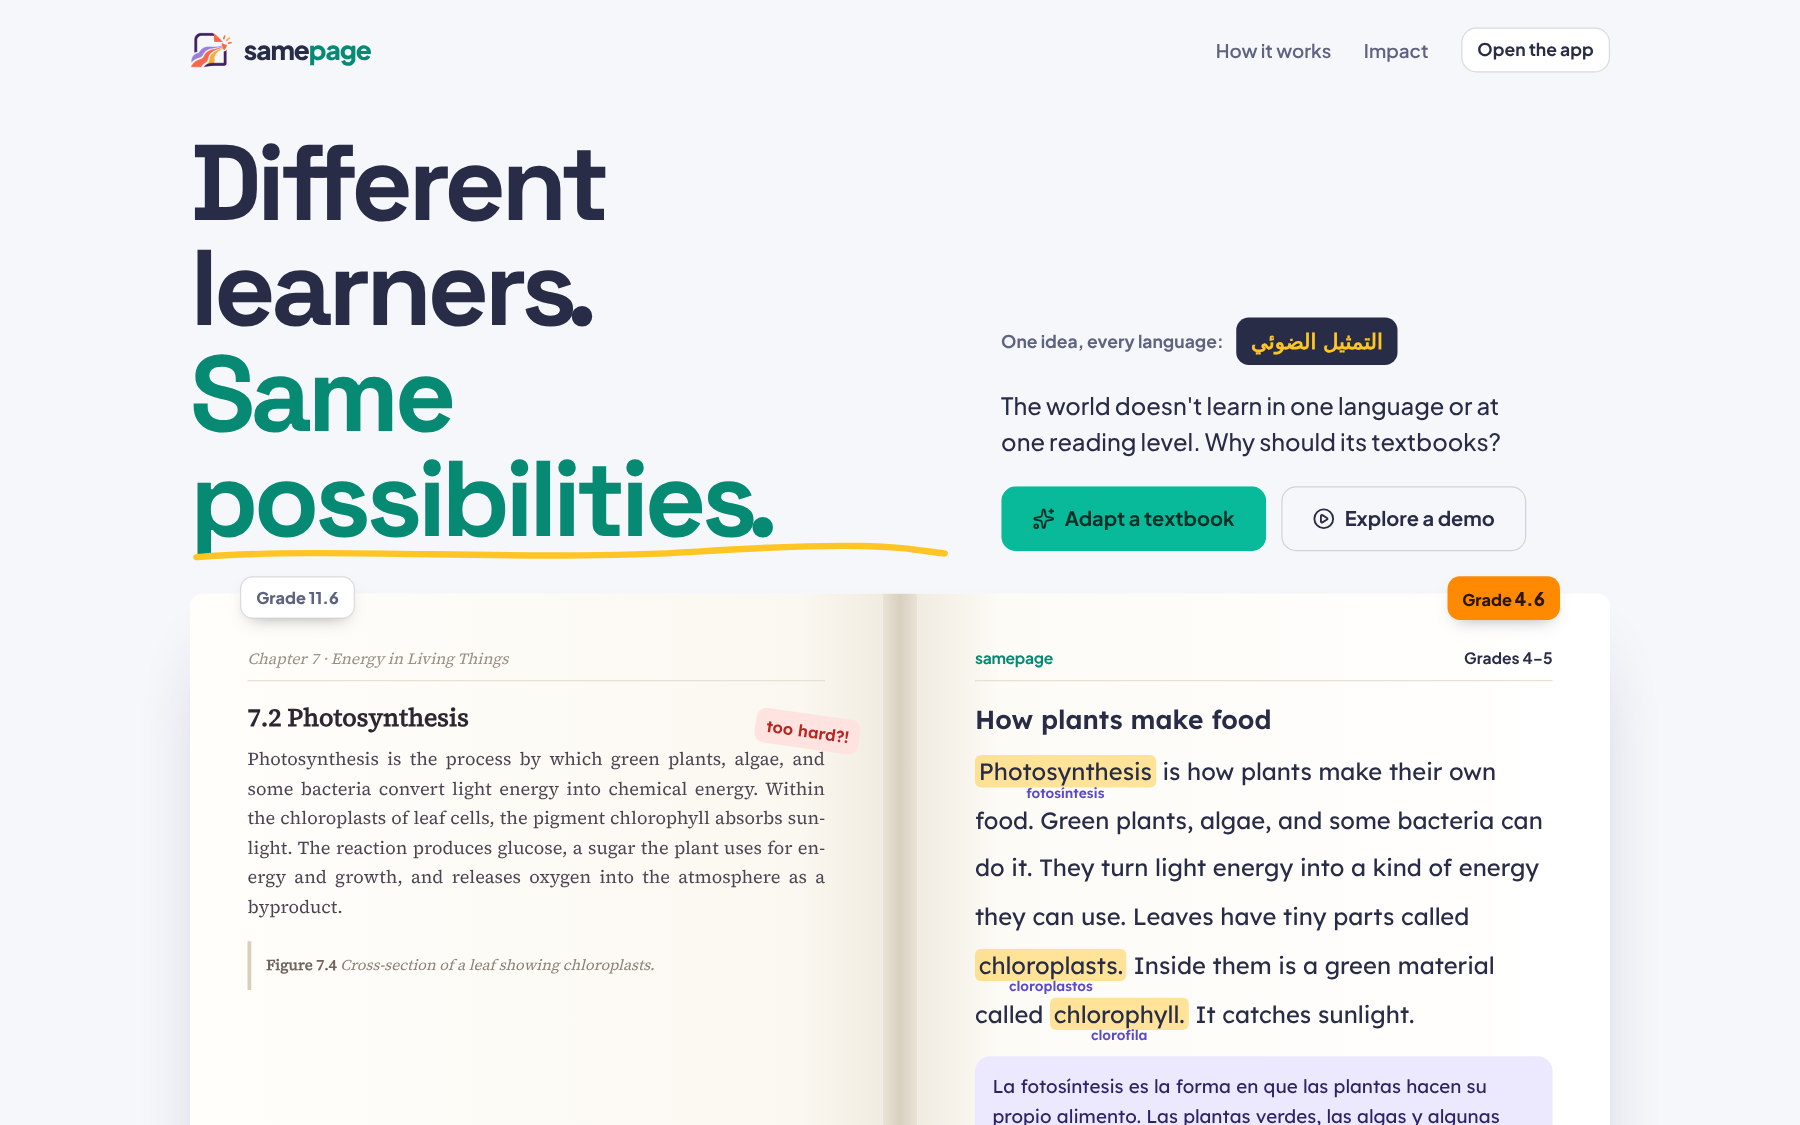 samepage
How it works
Impact
Open the app
Different
learners.
Same
possibilities.
One idea, every language:
التمثيل الضوئي
The world doesn't learn in one language or at
one reading level. Why should its textbooks?
Adapt a textbook
Explore a demo
Grade 11.6
Chapter 7 · Energy in Living Things
7.2 Photosynthesis
too hard?!
Photosynthesis is the process by which green plants, algae, and
some bacteria convert light energy into chemical energy. Within
the chloroplasts of leaf cells, the pigment chlorophyll absorbs sun-
light. The reaction produces glucose, a sugar the plant uses for en-
ergy and growth, and releases oxygen into the atmosphere as a
byproduct.
Figure 7.4 Cross-section of a leaf showing chloroplasts.
Grade 4.6
samepage
Grades 4–5
How plants make food
Photosynthesis is how plants make their own
fotosíntesis
food. Green plants, algae, and some bacteria can
do it. They turn light energy into a kind of energy
they can use. Leaves have tiny parts called
chloroplasts. Inside them is a green material
cloroplastos
called chlorophyll. It catches sunlight.
clorofila
La fotosíntesis es la forma en que las plantas hacen su
propio alimento. Las plantas verdes, las algas y algunas